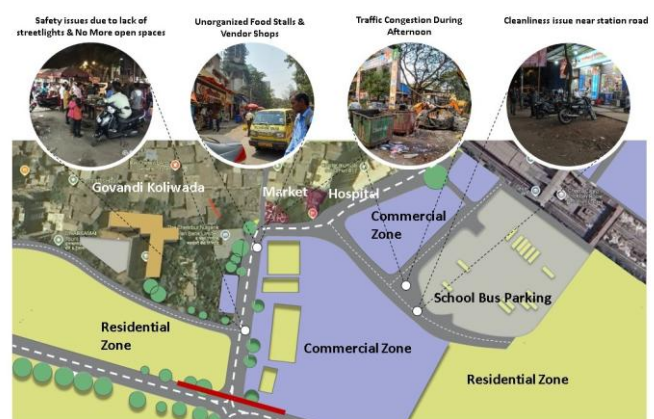 Safety issues due to lack of
streetlights & No More open spaces
Unorganized Food Stalls
& Vendor Shops
Traffic Congestion During
Afternoon
Cleanliness issue near station road
Govandi Koliwada
Market
Hospital
Commercial
Zone
School Bus Parking
Residential
Zone
Commercial Zone
Residential Zone